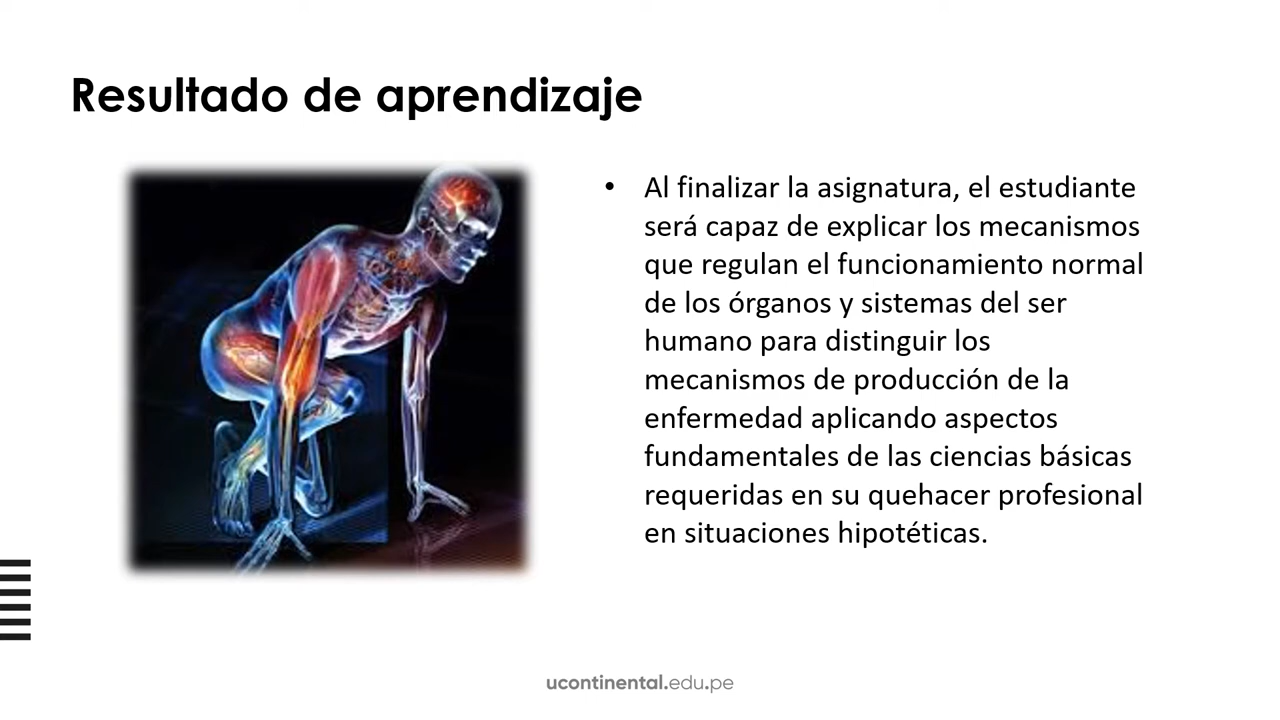 Resultado de aprendizaje
• Al finalizar la asignatura, el estudiante
será capaz de explicar los mecanismos
que regulan el funcionamiento normal
de los órganos y sistemas del ser
humano para distinguir los
mecanismos de producción de la
enfermedad aplicando aspectos
fundamentales de las ciencias básicas
requeridas en su quehacer profesional
en situaciones hipotéticas.
ucontinental.edu.pe